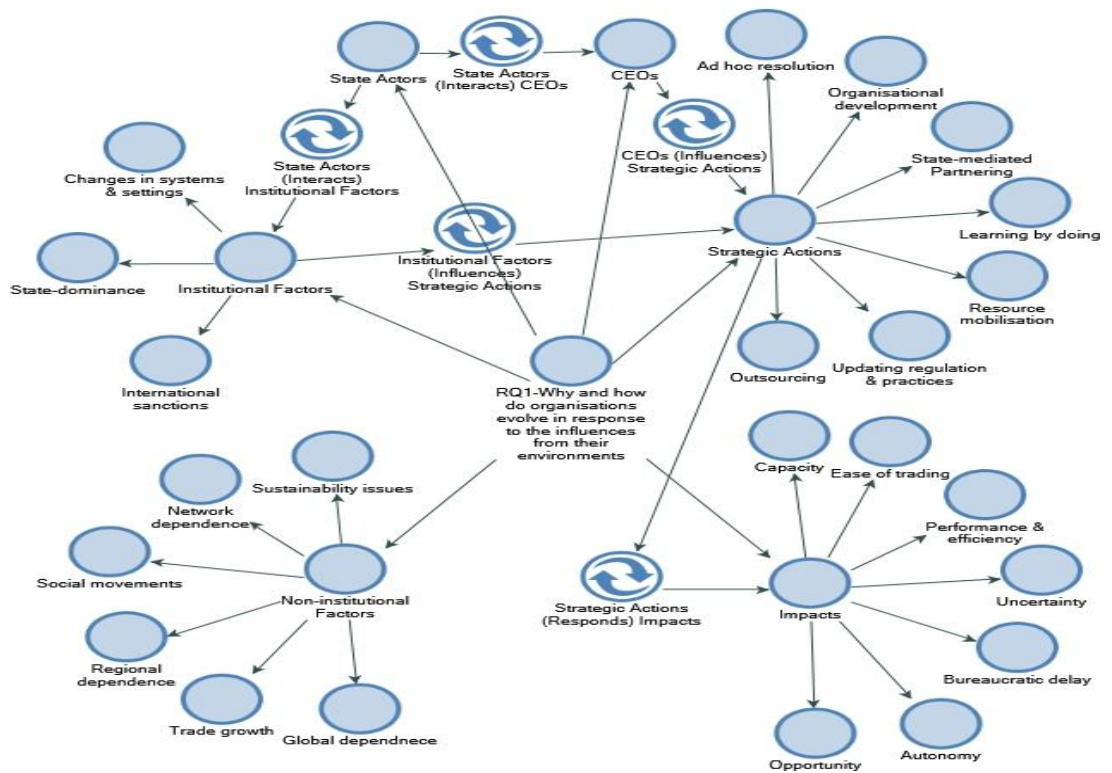 State Actors
State Actors
(Interacts) CEOs
CEOs
Ad hoc resolution
Organisational
development
State Actors
(Interacts)
Institutional Factors
CEOs (Influences)
Strategic Actions
State-mediated
Partnering
Changes in systems
& settings
Learning by doing
State-dominance
Institutional Factors
Institutional Factors
(Influences)
Strategic Actions
Strategic Actions
Resource
mobilisation
International
sanctions
RQ1-Why and how
do organisations
evolve in response
to the influences
from their
environments
Outsourcing
Updating regulation
& practices
Sustainability issues
Network
dependence
Capacity
Ease of trading
Performance &
efficiency
Social movements
Non-institutional
Factors
Strategic Actions
(Responds) Impacts
Impacts
Uncertainty
Regional
dependence
Bureaucratic delay
Trade growth
Global dependnece
Opportunity
Autonomy